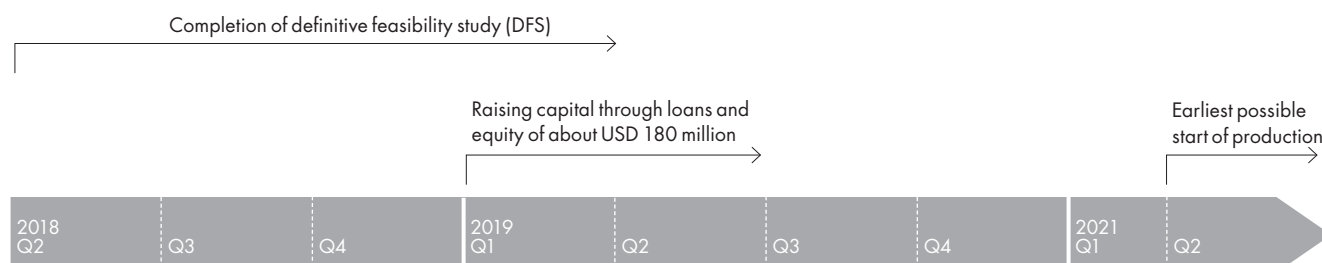 Completion of definitive feasibility study (DFS)
Raising capital through loans and
equity of about USD 180 million
Earliest possible
start of production
2018
Q2
Q3
Q4
2019
Q1
Q2
Q3
Q4
2021
Q1
Q2